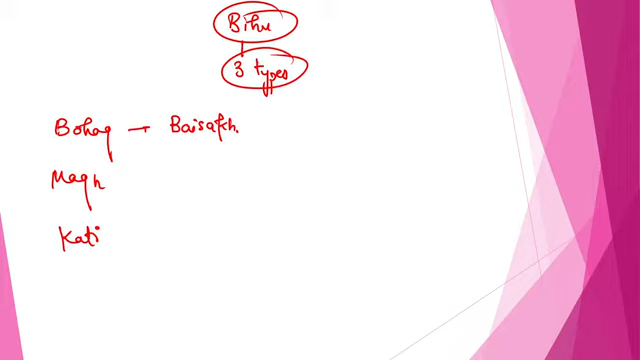 Bihu
3 types
Bohag → Baisakh.
Magh
Kati